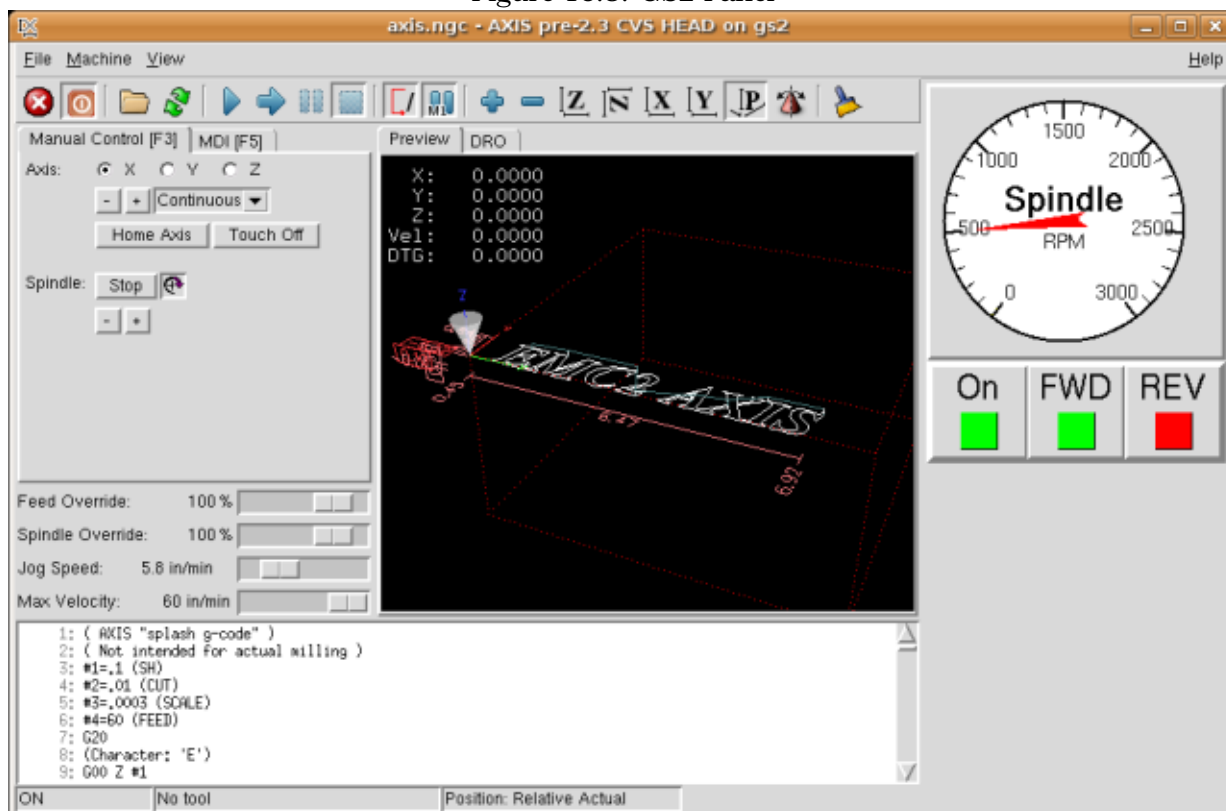 axis.ngc - AXIS pre-2.3 CVS HEAD on gs2
File Machine View Help
M1 Z N X Y P
Manual Control [F3] MDI [F5]
Axis: X Y Z
- + Continuous
Home Axis Touch Off
Spindle: Stop
- +
Feed Override: 100 %
Spindle Override: 100 %
Jog Speed: 5.8 in/min
Max Velocity: 60 in/min
Preview DRO
X: 0.0000
Y: 0.0000
Z: 0.0000
Vel: 0.0000
DTG: 0.0000
Z
EMC2 AXIS
6.47
6.92
1500
1000 2000
Spindle
500 RPM 2500
0 3000
On FWD REV
1: ( AXIS "splash g-code" )
2: ( Not intended for actual milling )
3: #1=.1 (SH)
4: #2=.01 (CUT)
5: #3=.0003 (SCALE)
6: #4=60 (FEED)
7: G20
8: (Character: 'E')
9: G00 Z #1
ON No tool Position: Relative Actual